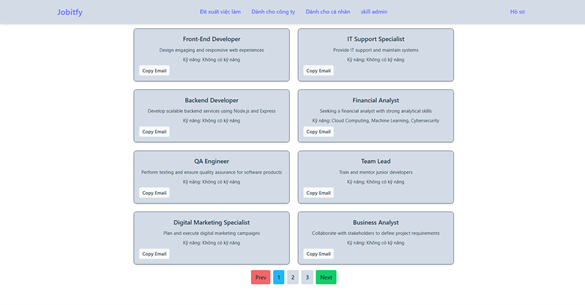 Jobitfy
Đề xuất việc làm
Dành cho công ty
Dành cho cá nhân
skill admin
Hồ sơ
Front-End Developer
Design engaging and responsive web experiences
Kỹ năng: Không có kỹ năng
Copy Email
IT Support Specialist
Provide IT support and maintain systems
Kỹ năng: Không có kỹ năng
Copy Email
Backend Developer
Develop scalable backend services using Node.js and Express
Kỹ năng: Không có kỹ năng
Copy Email
Financial Analyst
Seeking a financial analyst with strong analytical skills
Kỹ năng: Cloud Computing, Machine Learning, Cybersecurity
Copy Email
QA Engineer
Perform testing and ensure quality assurance for software products
Kỹ năng: Không có kỹ năng
Copy Email
Team Lead
Train and mentor junior developers
Kỹ năng: Không có kỹ năng
Copy Email
Digital Marketing Specialist
Plan and execute digital marketing campaigns
Kỹ năng: Không có kỹ năng
Copy Email
Business Analyst
Collaborate with stakeholders to define project requirements
Kỹ năng: Không có kỹ năng
Copy Email
Prev 1 2 3 Next